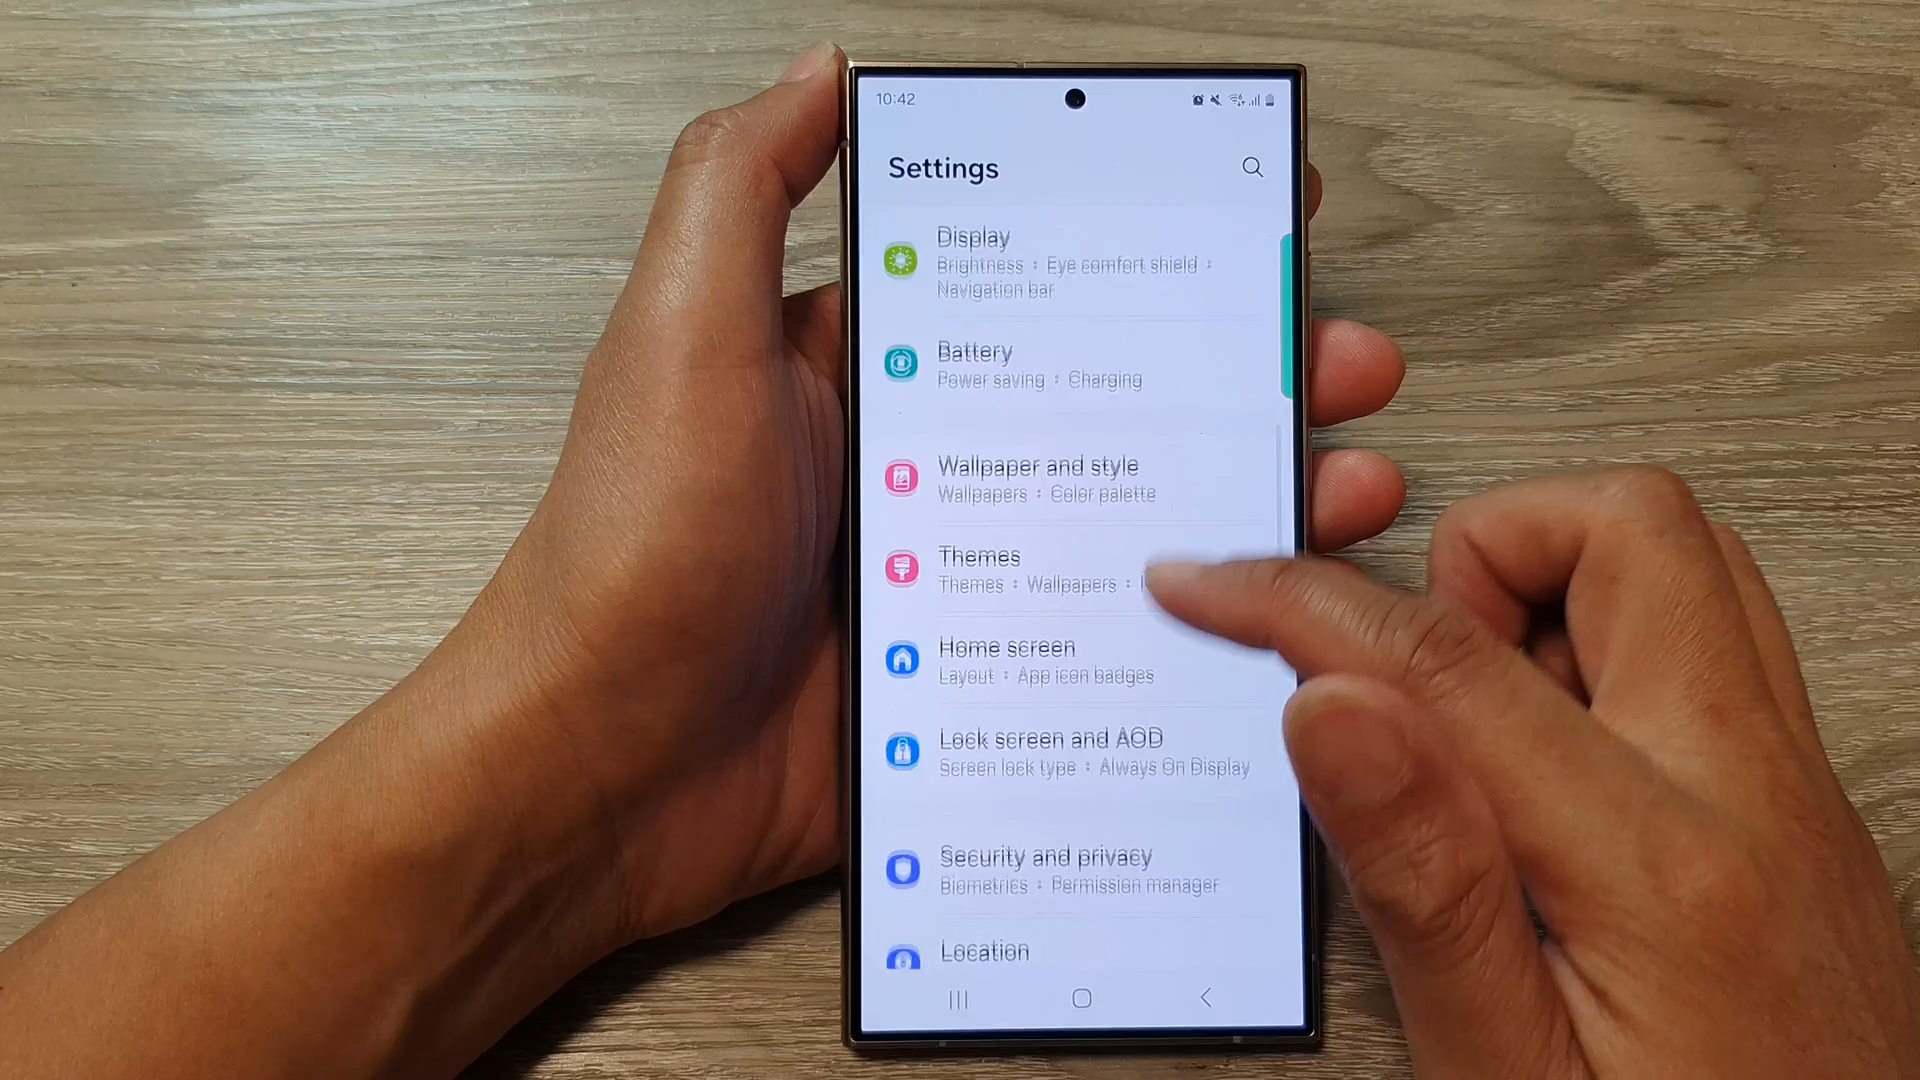 10:42
Settings
Display
Brightness • Eye comfort shield •
Navigation bar
Battery
Power saving • Charging
Wallpaper and style
Wallpapers • Color palette
Themes
Themes • Wallpapers •
Home screen
Layout • App icon badges
Lock screen and AOD
Screen lock type • Always On Display
Security and privacy
Biometrics • Permission manager
Location